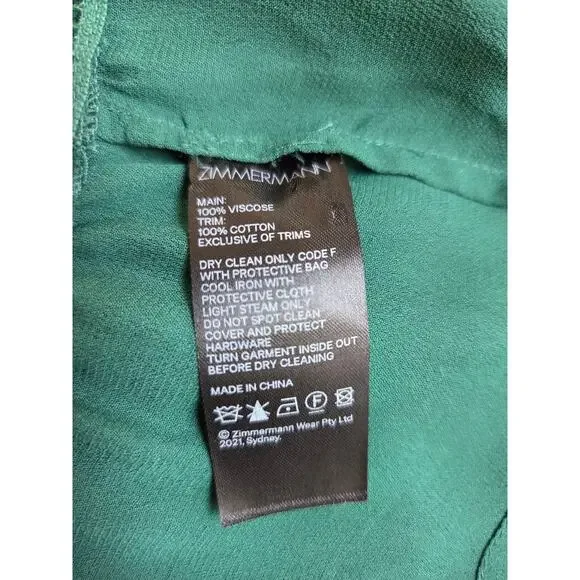 ZIMMERMANN
MAIN:
100% VISCOSE
TRIM:
100% COTTON
EXCLUSIVE OF TRIMS
DRY CLEAN ONLY CODE F
WITH PROTECTIVE BAG
COOL IRON WITH
PROTECTIVE CLOTH
LIGHT STEAM ONLY
DO NOT SPOT CLEAN
COVER AND PROTECT
HARDWARE
TURN GARMENT INSIDE OUT
BEFORE DRY CLEANING
MADE IN CHINA
F
© Zimmermann Wear Pty Ltd
2021, Sydney.